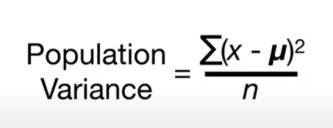 Population Variance = ∑(x - μ)²
n